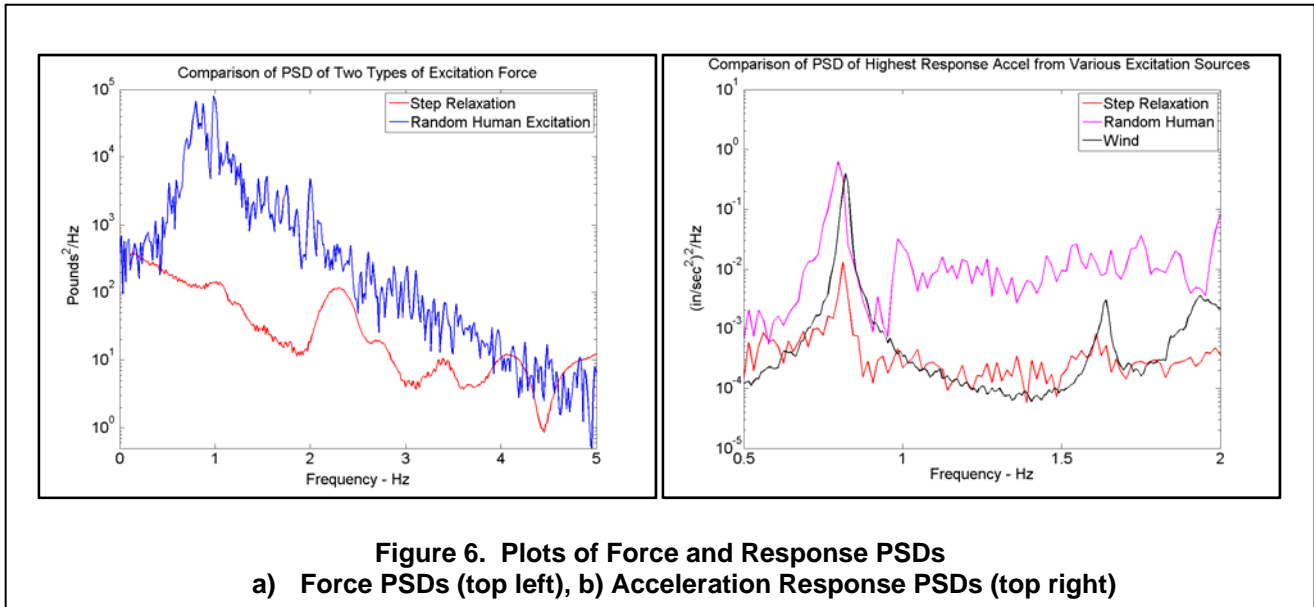 Comparison of PSD of Two Types of Excitation Force
10^5
10^4
10^3
10^2
10^1
10^0
Pounds^2/Hz
Step Relaxation
Random Human Excitation
0 1 2 3 4 5
Frequency - Hz
Comparison of PSD of Highest Response Accel from Various Excitation Sources
10^1
10^0
10^-1
10^-2
10^-3
10^-4
10^-5
(in/sec^2)^2/Hz
Step Relaxation
Random Human
Wind
0.5 1 1.5 2
Frequency - Hz
Figure 6. Plots of Force and Response PSDs
a) Force PSDs (top left), b) Acceleration Response PSDs (top right)